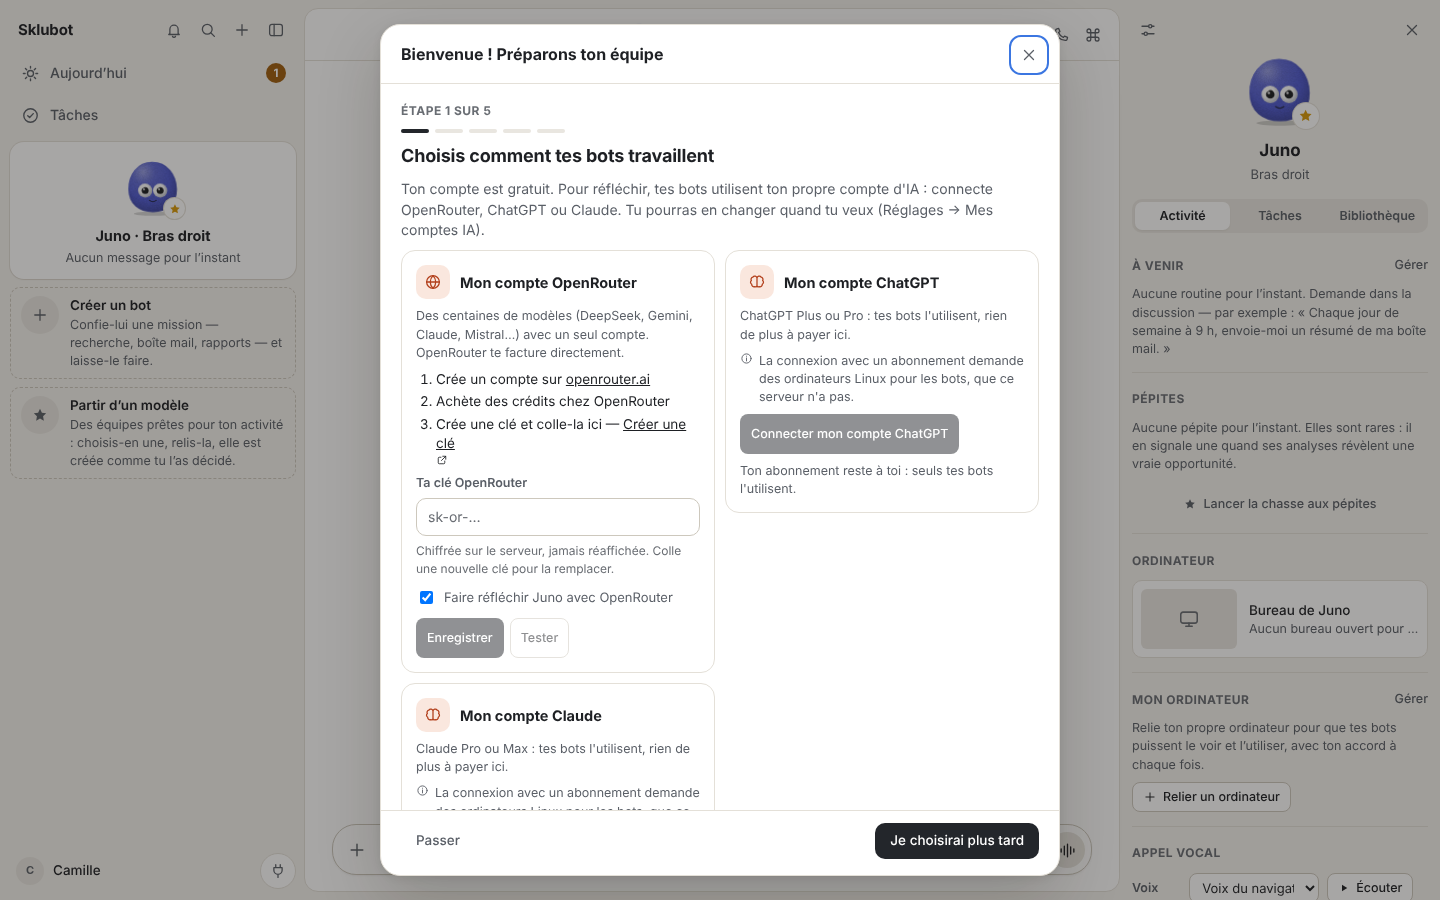 Sklubot
Aujourd’hui
1
Tâches
Juno · Bras droit
Aucun message pour l’instant
Créer un bot
Confie-lui une mission —
recherche, boîte mail, rapports — et
laisse-le faire.
Partir d’un modèle
Des équipes prêtes pour ton activité
: choisis-en une, relis-la, elle est
créée comme tu l’as décidé.
C
Camille
Bienvenue ! Préparons ton équipe
ÉTAPE 1 SUR 5
Choisis comment tes bots travaillent
Ton compte est gratuit. Pour réfléchir, tes bots utilisent ton propre compte d'IA : connecte
OpenRouter, ChatGPT ou Claude. Tu pourras en changer quand tu veux (Réglages → Mes
comptes IA).
Mon compte OpenRouter
Des centaines de modèles (DeepSeek, Gemini,
Claude, Mistral…) avec un seul compte.
OpenRouter te facture directement.
1. Crée un compte sur openrouter.ai
2. Achète des crédits chez OpenRouter
3. Crée une clé et colle-la ici — Créer une
clé
Ta clé OpenRouter
sk-or-...
Chiffrée sur le serveur, jamais réaffichée. Colle
une nouvelle clé pour la remplacer.
Faire réfléchir Juno avec OpenRouter
Enregistrer
Tester
Mon compte ChatGPT
ChatGPT Plus ou Pro : tes bots l'utilisent, rien
de plus à payer ici.
La connexion avec un abonnement demande
des ordinateurs Linux pour les bots, que ce
serveur n'a pas.
Connecter mon compte ChatGPT
Ton abonnement reste à toi : seuls tes bots
l'utilisent.
Mon compte Claude
Claude Pro ou Max : tes bots l'utilisent, rien de
plus à payer ici.
La connexion avec un abonnement demande
des ordinateurs Linux pour les bots, que ce
Passer
Je choisirai plus tard
Juno
Bras droit
Activité
Tâches
Bibliothèque
À VENIR
Gérer
Aucune routine pour l’instant. Demande dans la
discussion — par exemple : « Chaque jour de
semaine à 9 h, envoie-moi un résumé de ma boîte
mail. »
PÉPITES
Aucune pépite pour l’instant. Elles sont rares : il
en signale une quand ses analyses révèlent une
vraie opportunité.
Lancer la chasse aux pépites
ORDINATEUR
Bureau de Juno
Aucun bureau ouvert pour …
MON ORDINATEUR
Gérer
Relie ton propre ordinateur pour que tes bots
puissent le voir et l’utiliser, avec ton accord à
chaque fois.
Relier un ordinateur
APPEL VOCAL
Voix
Voix du navigat
Écouter